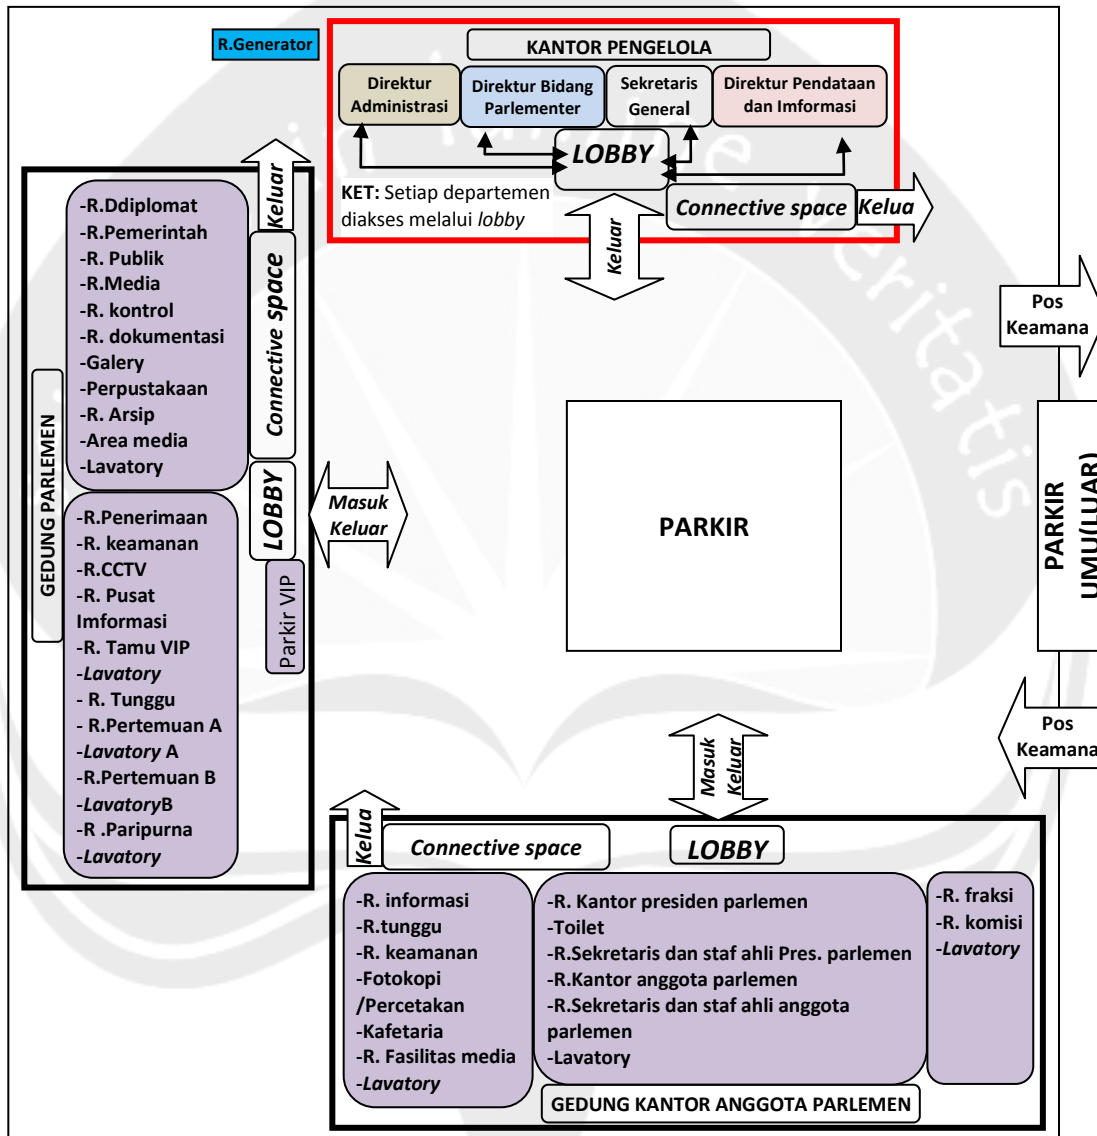 R.Generator
KANTOR PENGELOLA
Direktur
Administrasi
Direktur Bidang
Parlementer
Sekretaris
General
Direktur Pendataan
dan Imformasi
LOBBY
KET: Setiap departemen
diakses melalui lobby
Connective space
Kelua
Keluar
Keluar
GEDUNG PARLEMEN
-R.Ddiplomat
-R.Pemerintah
-R. Publik
-R.Media
-R. kontrol
-R. dokumentasi
-Galery
-Perpustakaan
-R. Arsip
-Area media
-Lavatory
Connective space
LOBBY
Parkir VIP
-R.Penerimaan
-R. keamanan
-R.CCTV
-R. Pusat
Imformasi
-R. Tamu VIP
-Lavatory
- R. Tunggu
- R.Pertemuan A
-Lavatory A
-R.Pertemuan B
-LavatoryB
-R .Paripurna
-Lavatory
Masuk
Keluar
PARKIR
Pos
Keamana
PARKIR
UMU(LUAR)
Pos
Keamana
Masuk
Keluar
Kelua
Connective space
LOBBY
-R. informasi
-R.tunggu
-R. keamanan
-Fotokopi
/Percetakan
-Kafetaria
-R. Fasilitas media
-Lavatory
-R. Kantor presiden parlemen
-Toilet
-R.Sekretaris dan staf ahli Pres. parlemen
-R.Kantor anggota parlemen
-R.Sekretaris dan staf ahli anggota
parlemen
-Lavatory
-R. fraksi
-R. komisi
-Lavatory
GEDUNG KANTOR ANGGOTA PARLEMEN